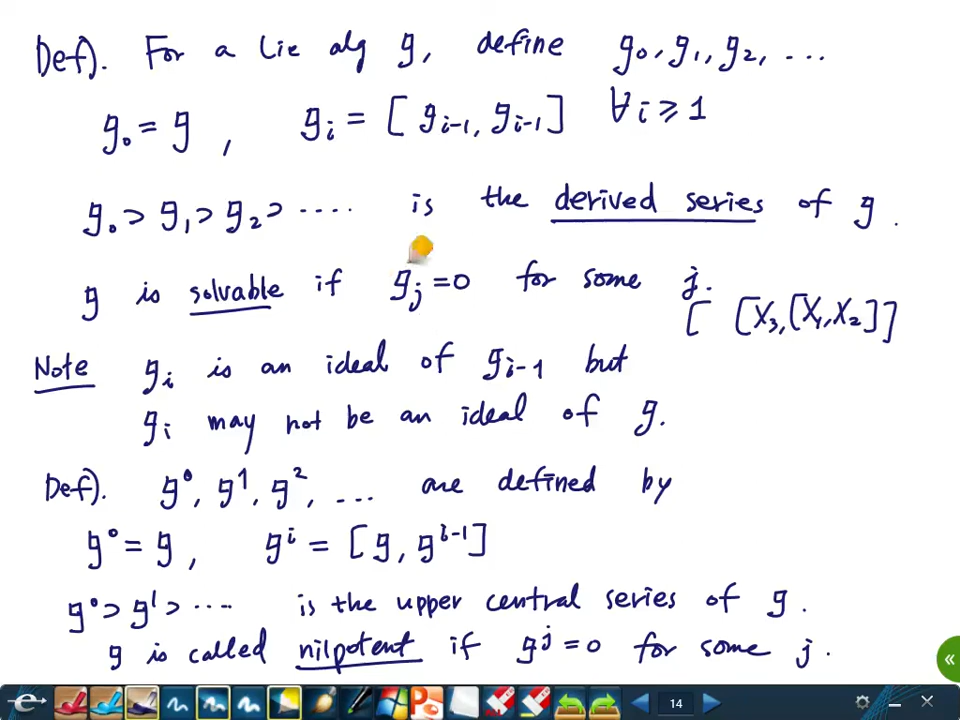 Def). For a Lie alg g, define g₀, g₁, g₂, ...
g₀ = g, gᵢ = [gᵢ₋₁, gᵢ₋₁] ∀i ≥ 1
g₀ > g₁ > g₂ > .... is the derived series of g.
g is solvable if gⱼ = 0 for some j.
[ [X₃, [X₁, X₂]]
Note gᵢ is an ideal of gᵢ₋₁ but
gᵢ may not be an ideal of g.
Def). g⁰, g¹, g², ... are defined by
g⁰ = g, gⁱ = [g, gⁱ⁻¹]
g⁰ > g¹ > .... is the upper central series of g.
g is called nilpotent if gʲ = 0 for some j.
14